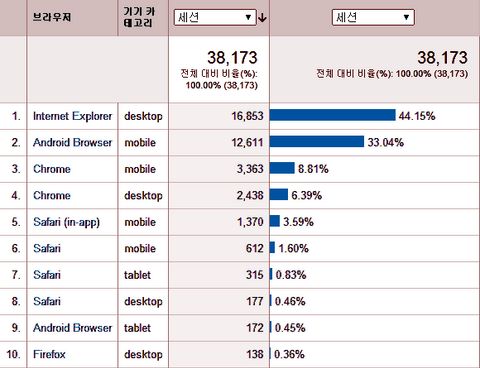 브라우저 기기 카테고리 세션 세션
38,173 38,173
전체 대비 비율(%): 전체 대비 비율(%): 100.00% (38,173)
100.00% (38,173)
1. Internet Explorer desktop 16,853 44.15%
2. Android Browser mobile 12,611 33.04%
3. Chrome mobile 3,363 8.81%
4. Chrome desktop 2,438 6.39%
5. Safari (in-app) mobile 1,370 3.59%
6. Safari mobile 612 1.60%
7. Safari tablet 315 0.83%
8. Safari desktop 177 0.46%
9. Android Browser tablet 172 0.45%
10. Firefox desktop 138 0.36%